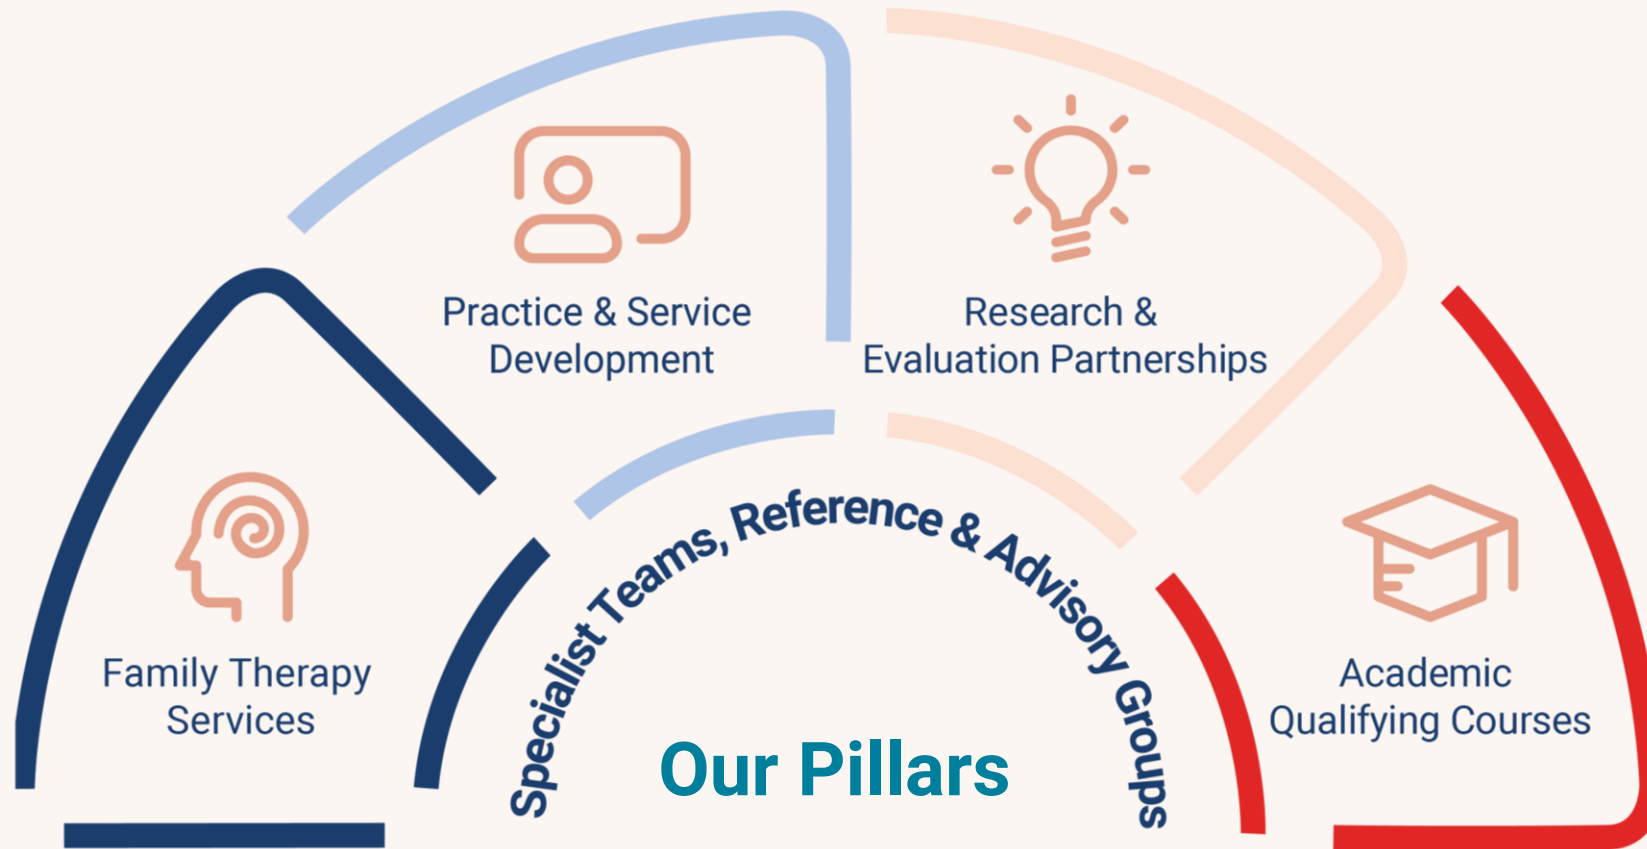 Practice & Service
Development
Research &
Evaluation Partnerships
Family Therapy
Services
Academic
Qualifying Courses
Specialist Teams, Reference & Advisory Groups
Our Pillars